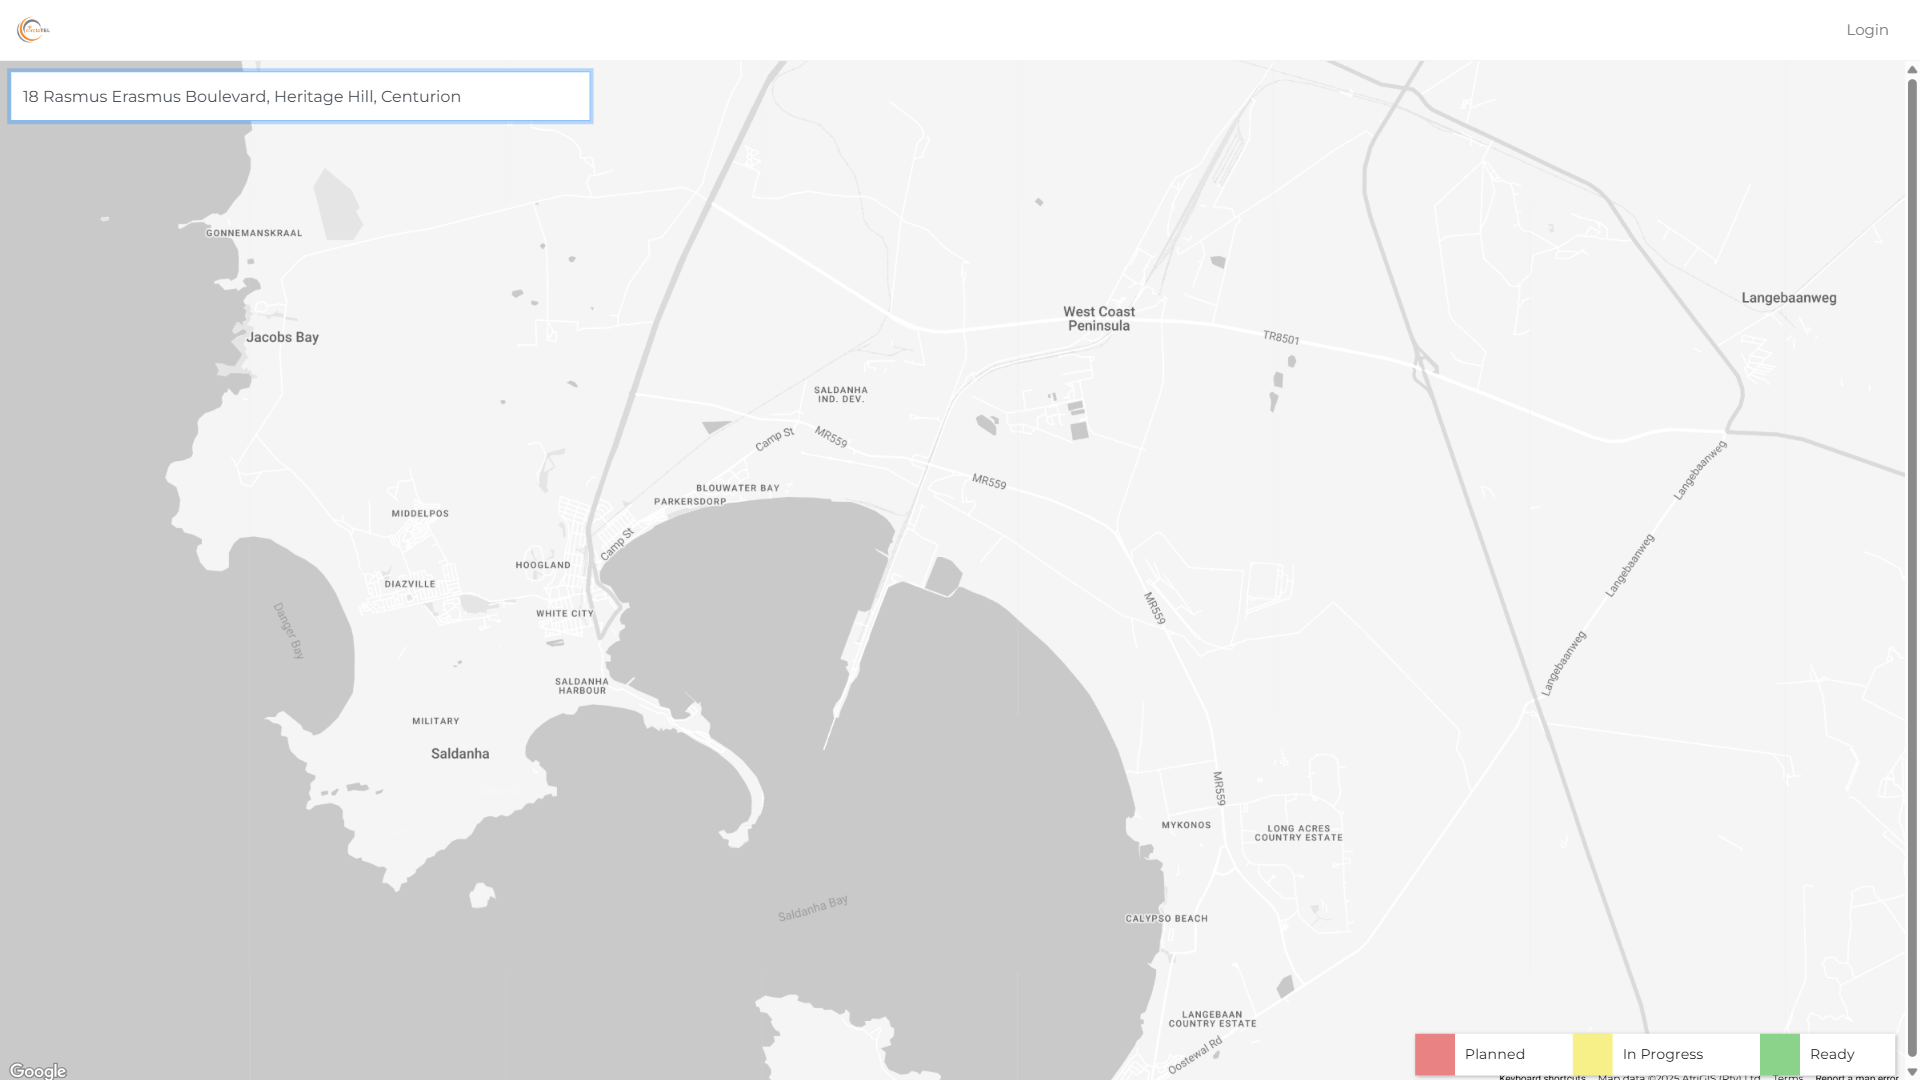 Login
18 Rasmus Erasmus Boulevard, Heritage Hill, Centurion
GONNEMANSKRAAL
Langebaanweg
West Coast
Peninsula
Jacobs Bay
TR8501
SALDANHA
IND. DEV.
Camp St
MR559
MR559
BLOUWATER BAY
PARKERSDORP
Langebaanweg
MIDDELPOS
Camp St
HOOGLAND
Langebaanweg
DIAZVILLE
WHITE CITY
MR559
Danger Bay
Langebaanweg
SALDANHA
HARBOUR
MILITARY
Saldanha
MR559
MYKONOS
LONG ACRES
COUNTRY ESTATE
Saldanha Bay
CALYPSO BEACH
LANGEBAAN
COUNTRY ESTATE
Oostewal Rd
Planned
In Progress
Ready
Google
Keyboard shortcuts
Map data ©2025 AfriGIS (Pty) Ltd
Terms
Report a map error